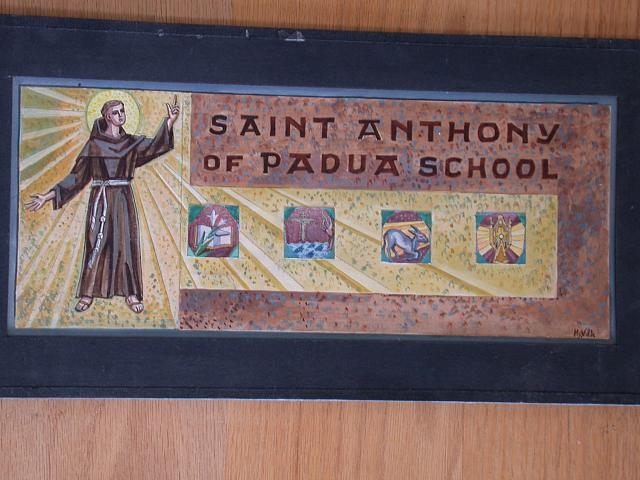 SAINT ANTHONY
OF PADUA SCHOOL